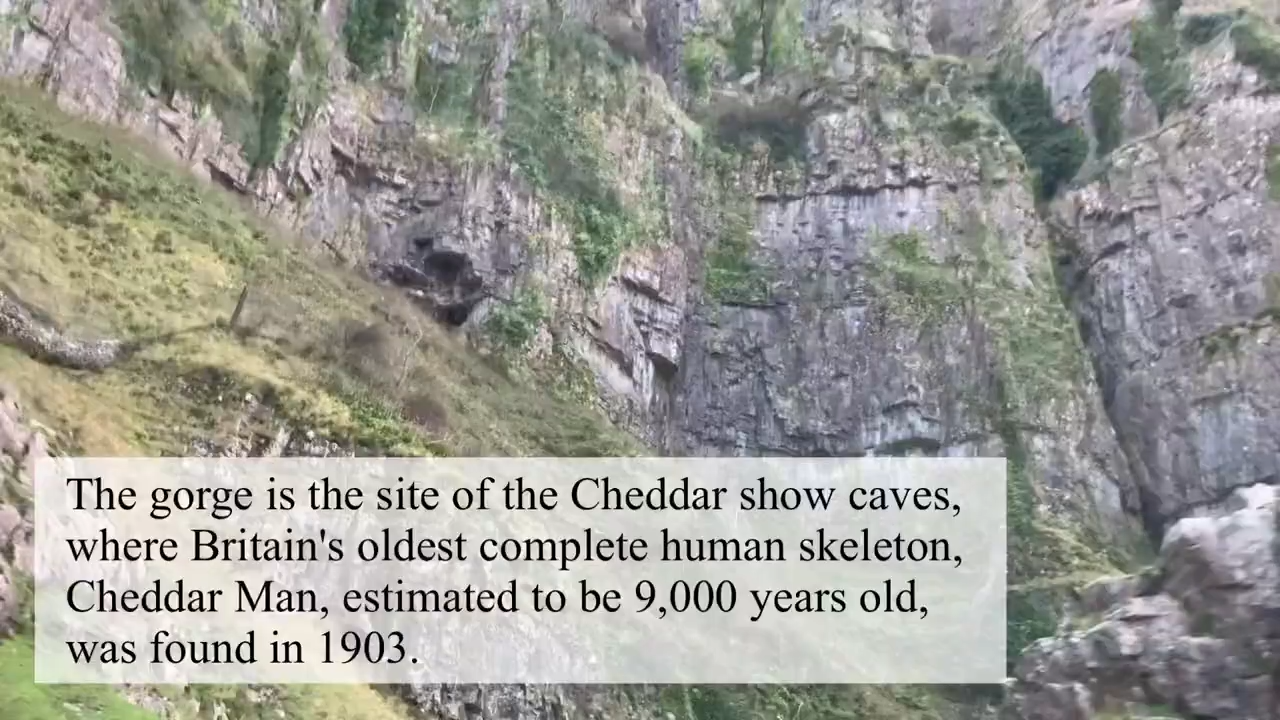 The gorge is the site of the Cheddar show caves,
where Britain's oldest complete human skeleton,
Cheddar Man, estimated to be 9,000 years old,
was found in 1903.